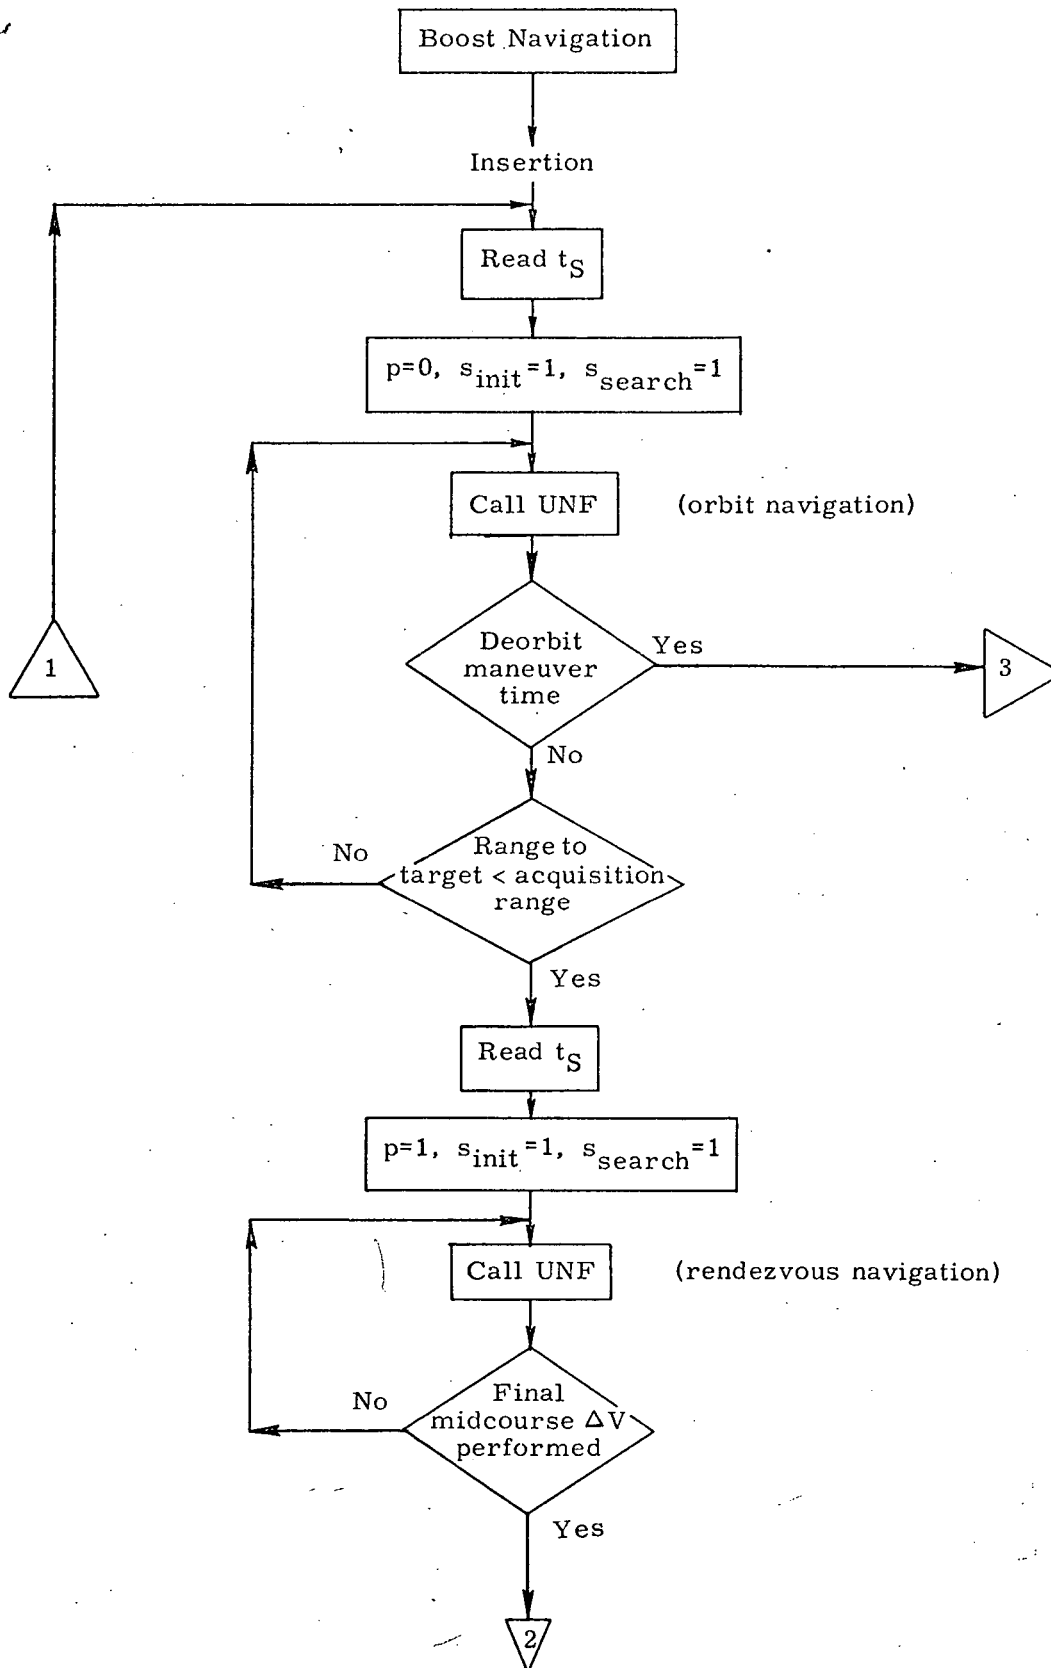 Boost Navigation
Insertion
Read tS
p=0, sinit=1, ssearch=1
Call UNF (orbit navigation)
Deorbit
maneuver
time
Yes
1
3
No
Range to
target < acquisition
range
No
Yes
Read tS
p=1, sinit=1, ssearch=1
Call UNF (rendezvous navigation)
Final
midcourse ΔV
performed
No
Yes
2